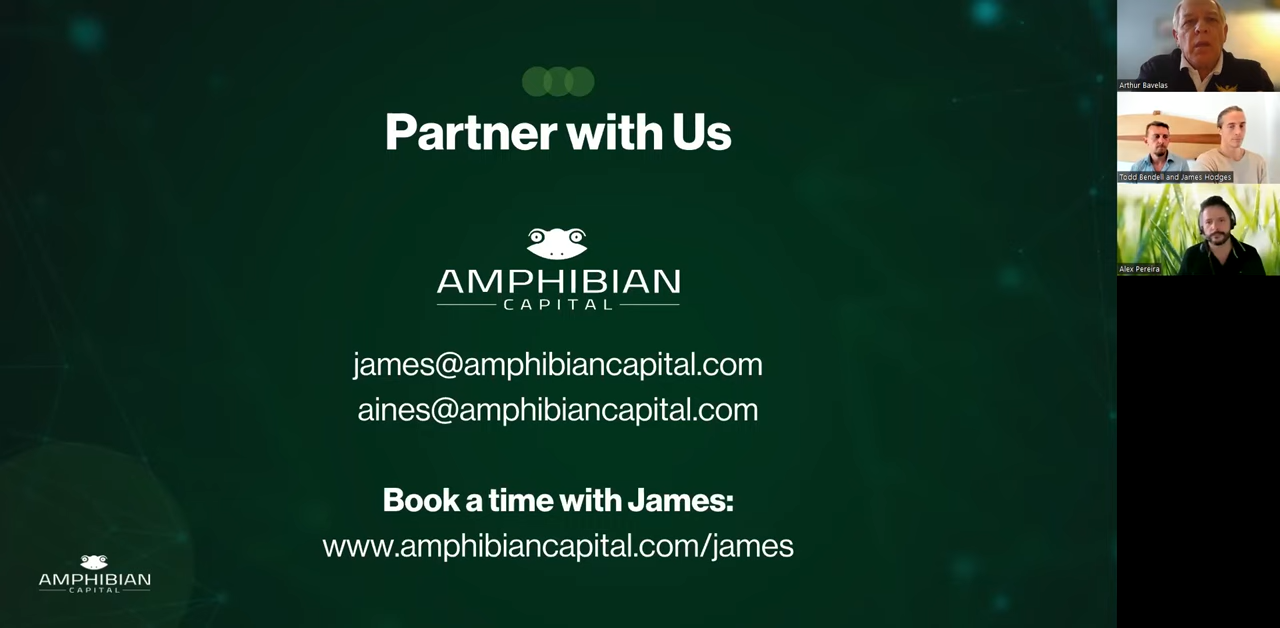 Partner with Us
AMPHIBIAN
CAPITAL
james@amphibiancapital.com
aines@amphibiancapital.com
Book a time with James:
www.amphibiancapital.com/james
AMPHIBIAN
CAPITAL
Arthur Bavelas
Todd Bendell and James Hodges
Alex Pereira